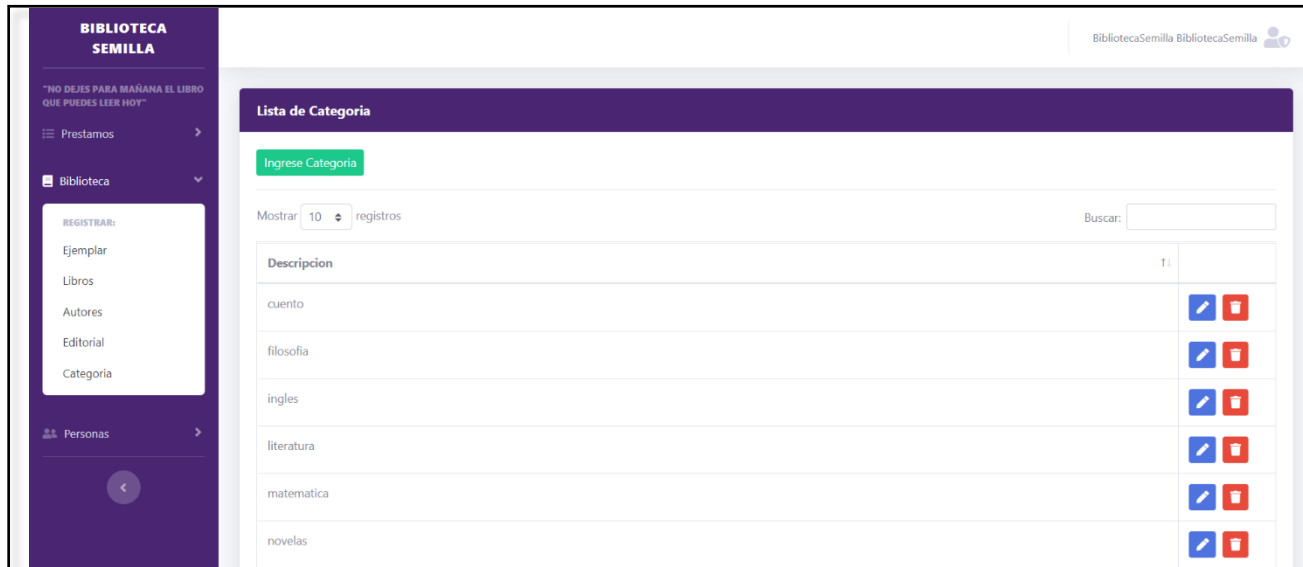 BIBLIOTECA
SEMILLA
"NO DEJES PARA MAÑANA EL LIBRO
QUE PUEDES LEER HOY"
Prestamos
Biblioteca
REGISTRAR:
Ejemplar
Libros
Autores
Editorial
Categoria
Personas
BibliotecaSemilla BibliotecaSemilla
Lista de Categoria
Ingrese Categoria
Mostrar 10 registros
Buscar:
Descripcion
cuento
filosofia
ingles
literatura
matematica
novelas